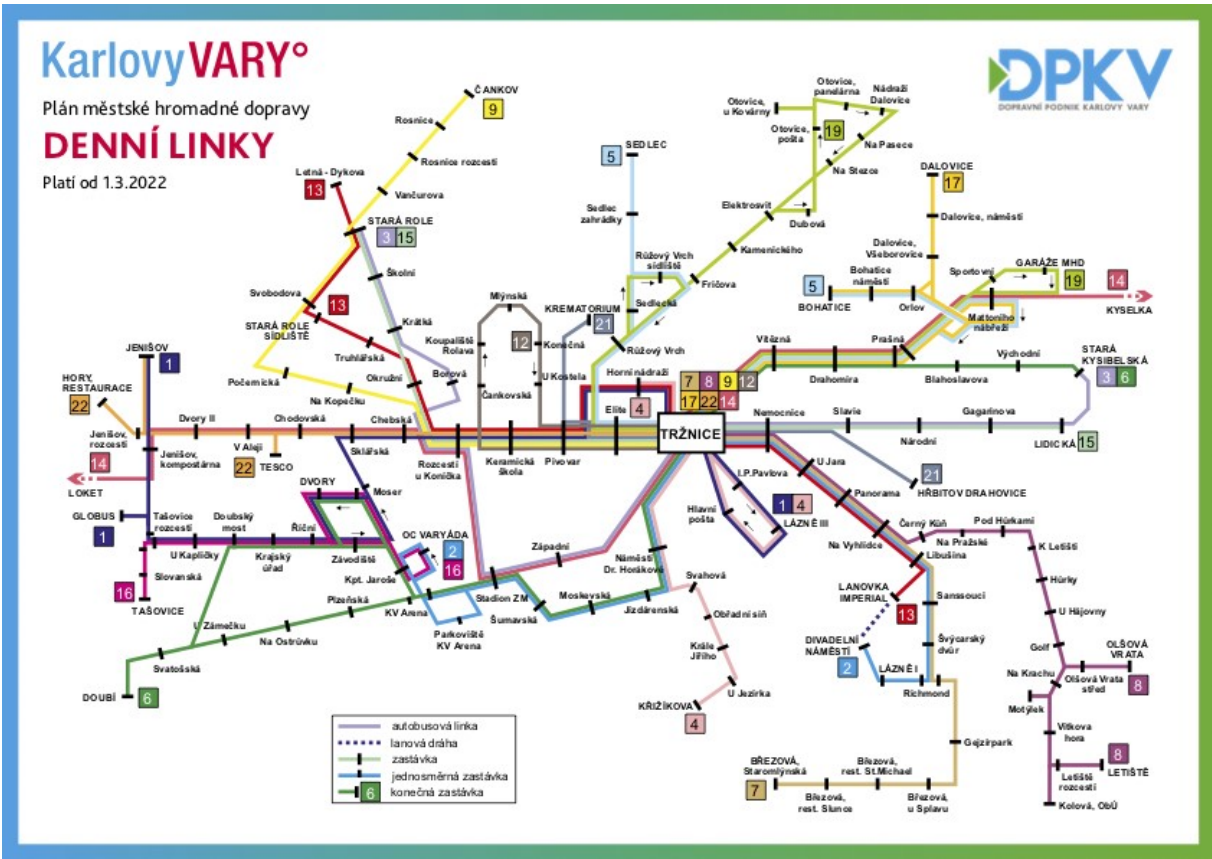 KarlovyVARY°
Plán městské hromadné dopravy
DENNÍ LINKY
Platí od 1.3.2022
DPKV
DOPRAVNÍ PODNIK KARLOVY VARY
ČANKOV
9
Rosnice
Rosnice rozcestí
Letná - Dykova
13
Vančurova
STARÁ ROLE
3 15
Školní
Svobodova
13
STARÁ ROLE
SÍDLIŠTĚ
Krátká
Truhlářská
Borová
Okružní
Počernická
Na Kopečku
JENIŠOV
1
HORY,
RESTAURACE
22
Jenišov,
rozcestí
14
LOKET
Jenišov,
kompostárna
Dvory II
V Aleji
22
TESCO
Chodovská
Sklářská
Chebská
Rozcestí
u Koníčka
Keramická
škola
Pivovar
Elite
Horní nádraží
4
Mlýnská
Koupaliště
Rolava
12
Čankovská
Konečná
U Kostela
KREMATORIUM
21
Růžový Vrch
Sedlecká
Růžový Vrch
sídliště
Fričova
5
SEDLEC
Sedlec
zahrádky
Kamenického
Elektrosvit
Dubová
Na Stezce
Na Pasece
Otovice,
u Kovárny
Otovice,
panelárna
Nádraží
Dalovice
Otovice,
pošta
19
DALOVICE
17
Dalovice, náměstí
Dalovice,
Všeborovice
Bohatice
náměstí
5
BOHATICE
Orlov
Sportovní
GARÁŽE MHD
19
14
KYSELKA
Mattoniho
nábřeží
Vítězná
Drahomíra
Prašná
Blahoslavova
Východní
STARÁ
KYSIBELSKÁ
3 6
7 8 9 12
17 22 14
TRŽNICE
Nemocnice
Slavie
Národní
Gagarinova
LIDICKÁ
15
21
HŘBITOV DRAHOVICE
U Jara
Panorama
Na Vyhlídce
Černý Kůň
Libušina
Na Pražské
Pod Hůrkami
K Letišti
Hůrky
U Hájovny
Golf
OLŠOVÁ
VRATA
8
Olšová Vrata
střed
Na Krachu
Motýlek
Vítkova
hora
8
LETIŠTĚ
Letiště
rozcestí
Kolová, ObÚ
I.P.Pavlova
1 4
LÁZNĚ III
Hlavní
pošta
LANOVKA
IMPERIAL
13
DIVADELNÍ
NÁMĚSTÍ
2
LÁZNĚ I
Sanssouci
Švýcarský
dvůr
Richmond
Gejzírpark
BŘEZOVÁ,
Staromlýnská
7
Březová,
rest. Slunce
Březová,
rest. St.Michael
Březová,
u Splavu
GLOBUS
1
Tašovice
rozcestí
U Kapličky
Slovanská
16
TAŠOVICE
Doubský
most
Krajský
úřad
Říční
DVORY
Závodiště
Moser
OC VARYÁDA
2
16
Kpt. Jaroše
KV Arena
Parkoviště
KV Arena
Plzeňská
Na Ostrůvku
U Zámečku
Svatošská
DOUBÍ
6
Stadion ZM
Západní
Šumavská
Moskevská
Jízdárenská
Náměstí
Dr. Horákové
Svahová
Obřadní síň
Krále
Jiřího
U Jezírka
KŘIŽÍKOVA
4
autobusová linka
lanová dráha
zastávka
jednosměrná zastávka
6
konečná zastávka